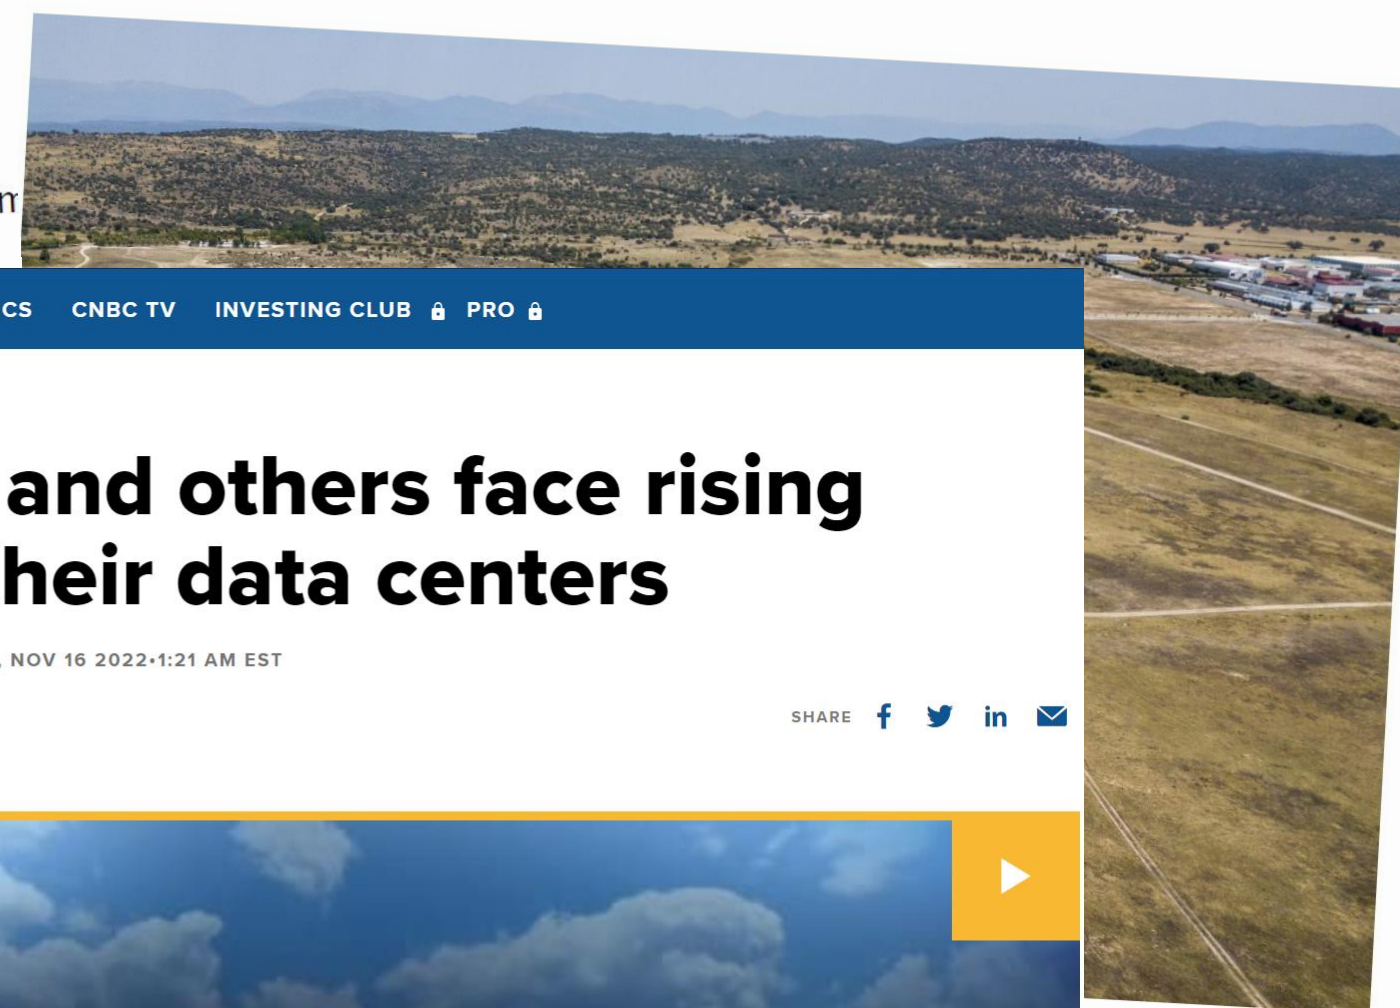 m
CS CNBC TV INVESTING CLUB PRO
and others face rising
heir data centers
, NOV 16 2022•1:21 AM EST
SHARE